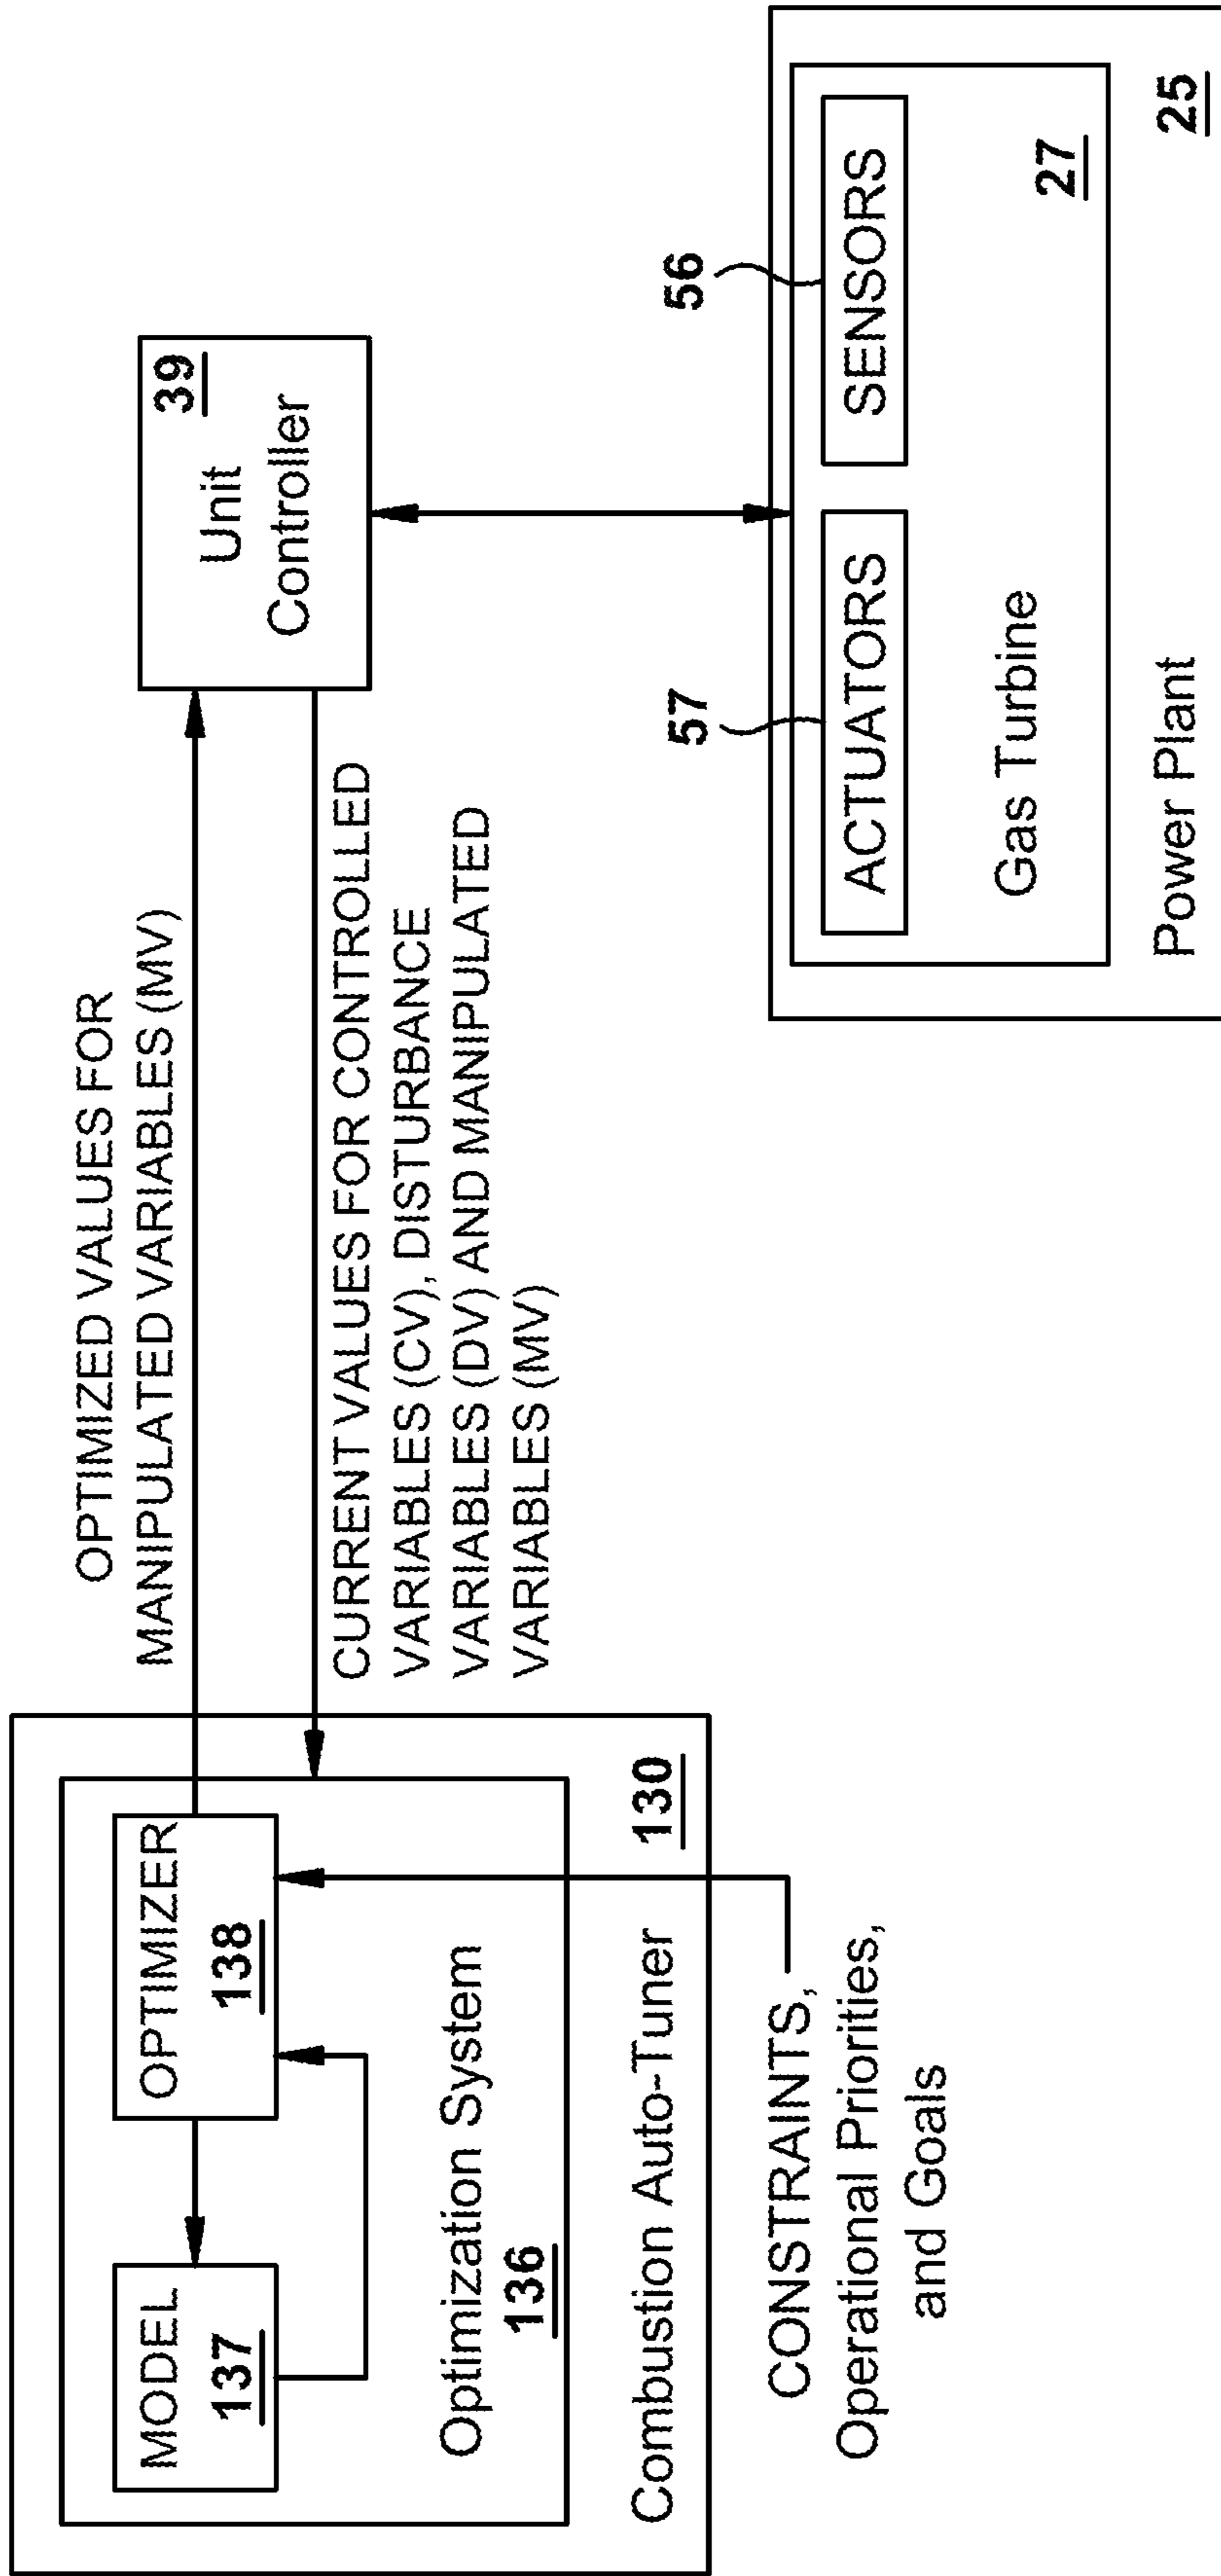 MODEL
137
OPTIMIZER
138
Optimization System
136
Combustion Auto-Tuner
130
CONSTRAINTS,
Operational Priorities,
and Goals
OPTIMIZED VALUES FOR
MANIPULATED VARIABLES (MV)
CURRENT VALUES FOR CONTROLLED
VARIABLES (CV), DISTURBANCE
VARIABLES (DV) AND MANIPULATED
VARIABLES (MV)
39
Unit
Controller
57
56
ACTUATORS
SENSORS
Gas Turbine
27
Power Plant
25